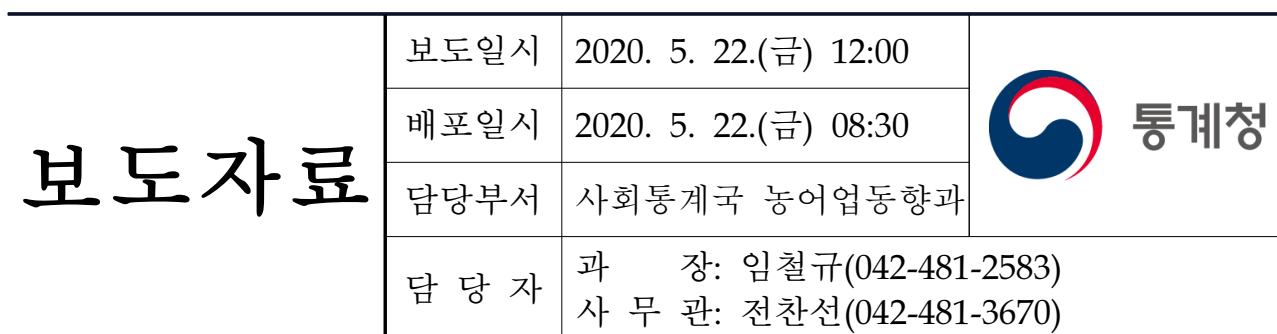 보도자료
보도일시 2020. 5. 22.(금) 12:00
배포일시 2020. 5. 22.(금) 08:30
담당부서 사회통계국 농어업동향과
담 당 자 과 장: 임철규(042-481-2583)
사 무 관: 전찬선(042-481-3670)
통계청